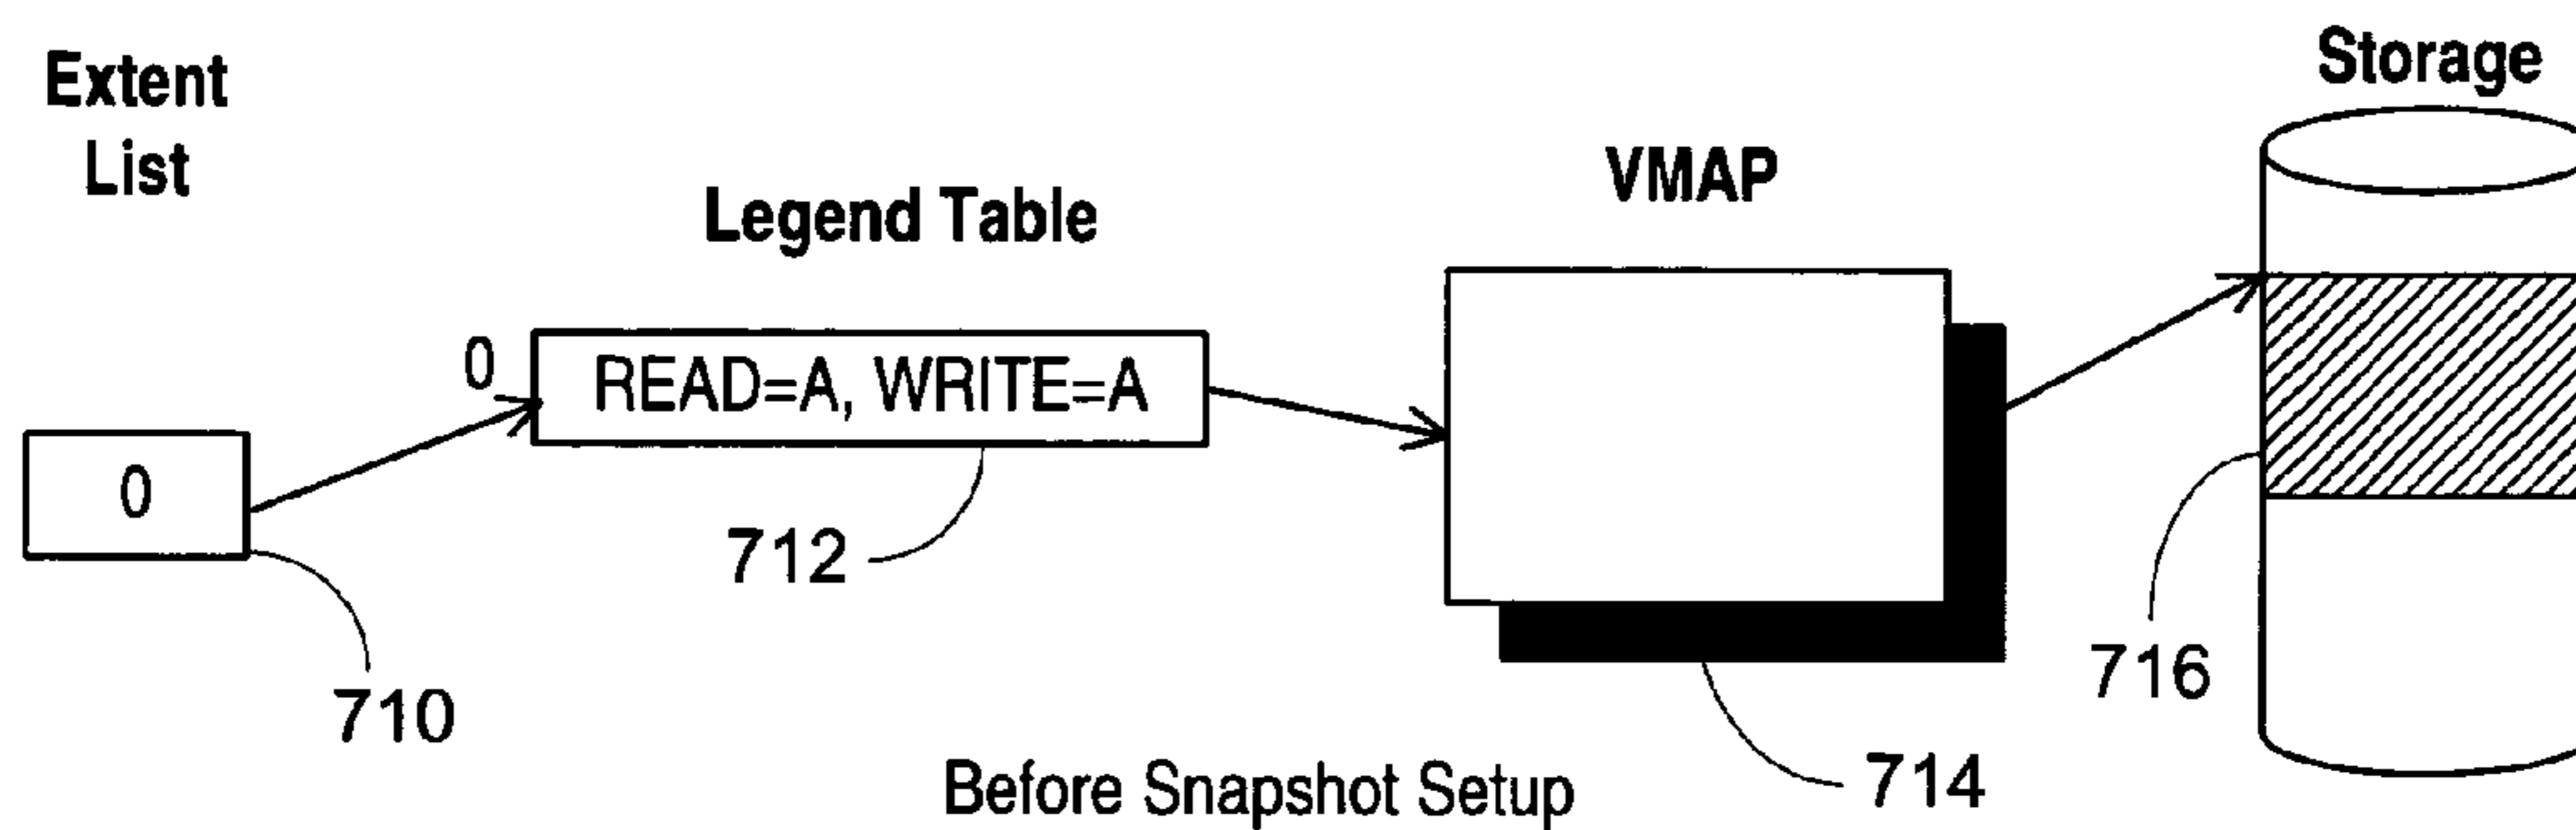 Extent
List
Legend Table
VMAP
Storage
0
0
READ=A, WRITE=A
712
710
714
716
Before Snapshot Setup